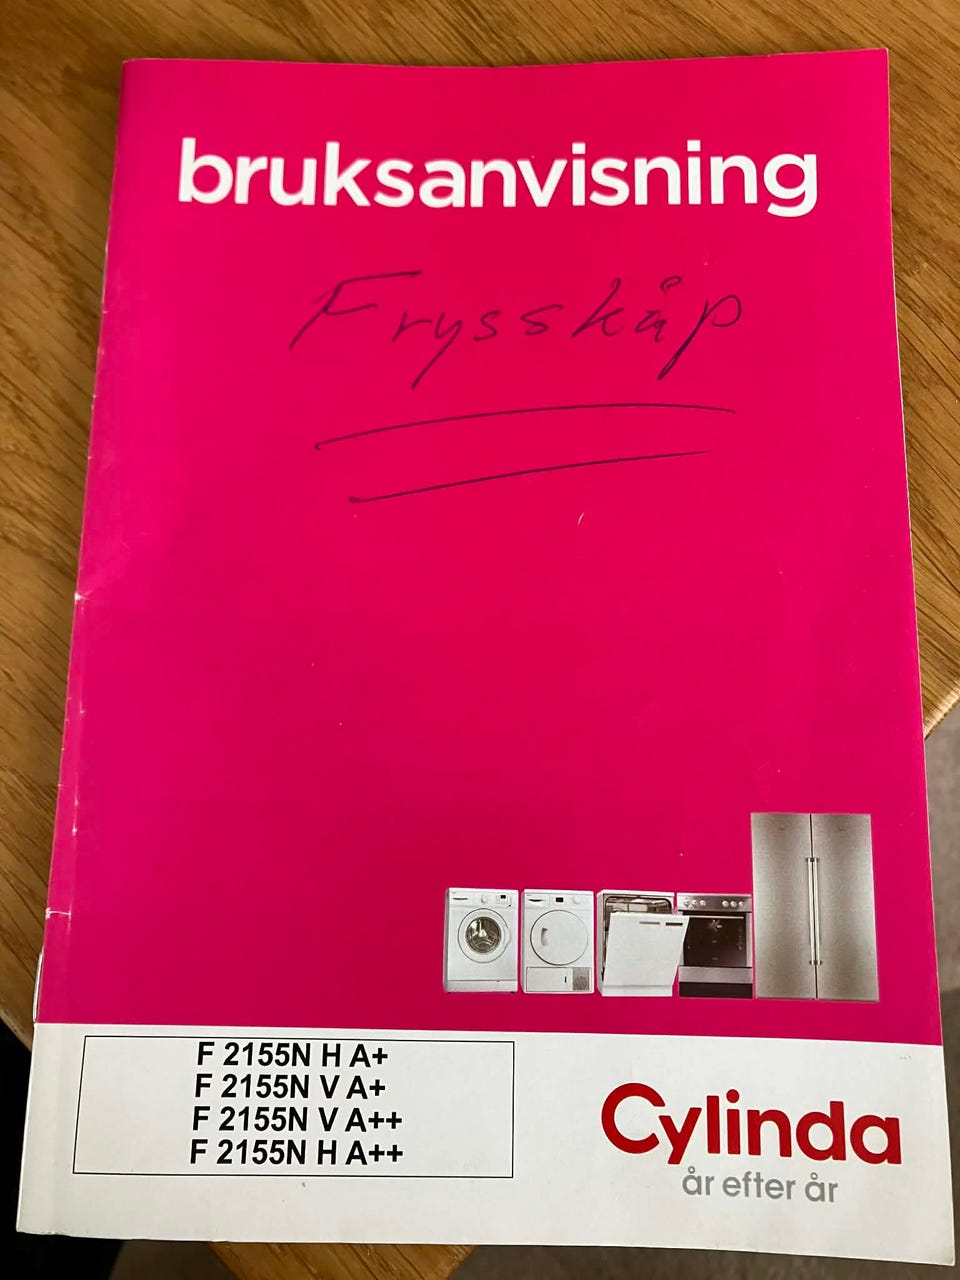 bruksanvisning
Frysskåp
F 2155N H A+
F 2155N V A+
F 2155N V A++
F 2155N H A++
Cylinda
år efter år